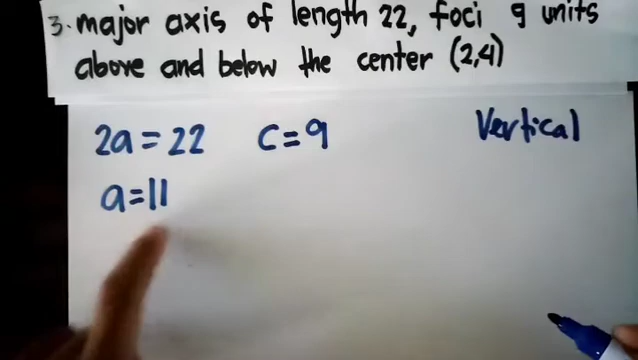 3. major axis of length 22, foci 9 units
above and below the center (2,4)
2a = 22 c = 9 Vertical
a = 11